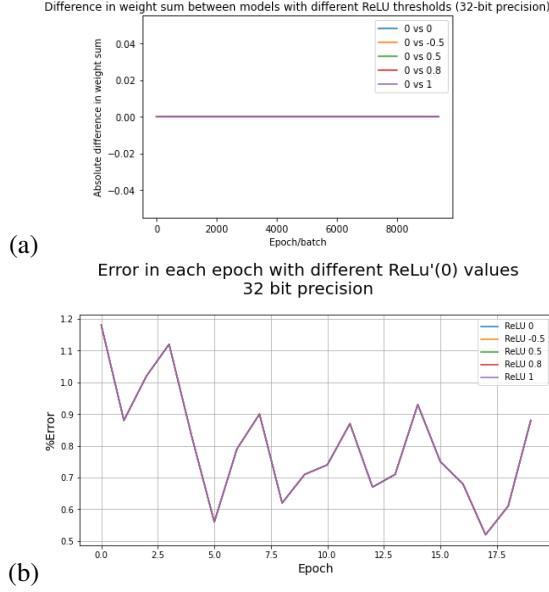 Difference in weight sum between models with different ReLU thresholds (32-bit precision)
0.04
0.02
0.00
−0.02
−0.04
Absolute difference in weight sum
0 vs 0
0 vs -0.5
0 vs 0.5
0 vs 0.8
0 vs 1
0 2000 4000 6000 8000
Epoch/batch
(a)
Error in each epoch with different ReLu'(0) values
32 bit precision
1.2
1.1
1.0
0.9
0.8
0.7
0.6
0.5
%Error
ReLU 0
ReLU -0.5
ReLU 0.5
ReLU 0.8
ReLU 1
0.0 2.5 5.0 7.5 10.0 12.5 15.0 17.5
Epoch
(b)